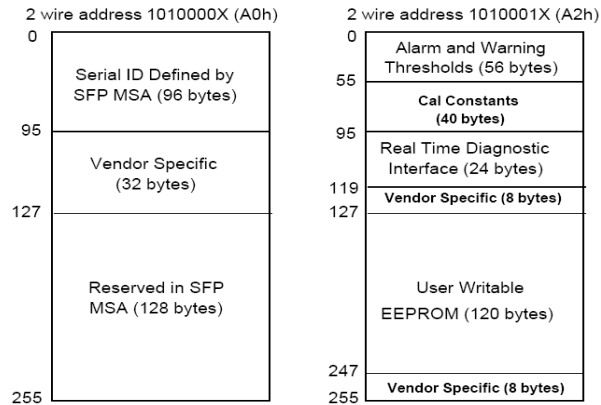 2 wire address 1010000X (A0h)
0
Serial ID Defined by
SFP MSA (96 bytes)
95
Vendor Specific
(32 bytes)
127
Reserved in SFP
MSA (128 bytes)
255
2 wire address 1010001X (A2h)
0
Alarm and Warning
Thresholds (56 bytes)
55
Cal Constants
(40 bytes)
95
Real Time Diagnostic
Interface (24 bytes)
119
Vendor Specific (8 bytes)
127
User Writable
EEPROM (120 bytes)
247
Vendor Specific (8 bytes)
255